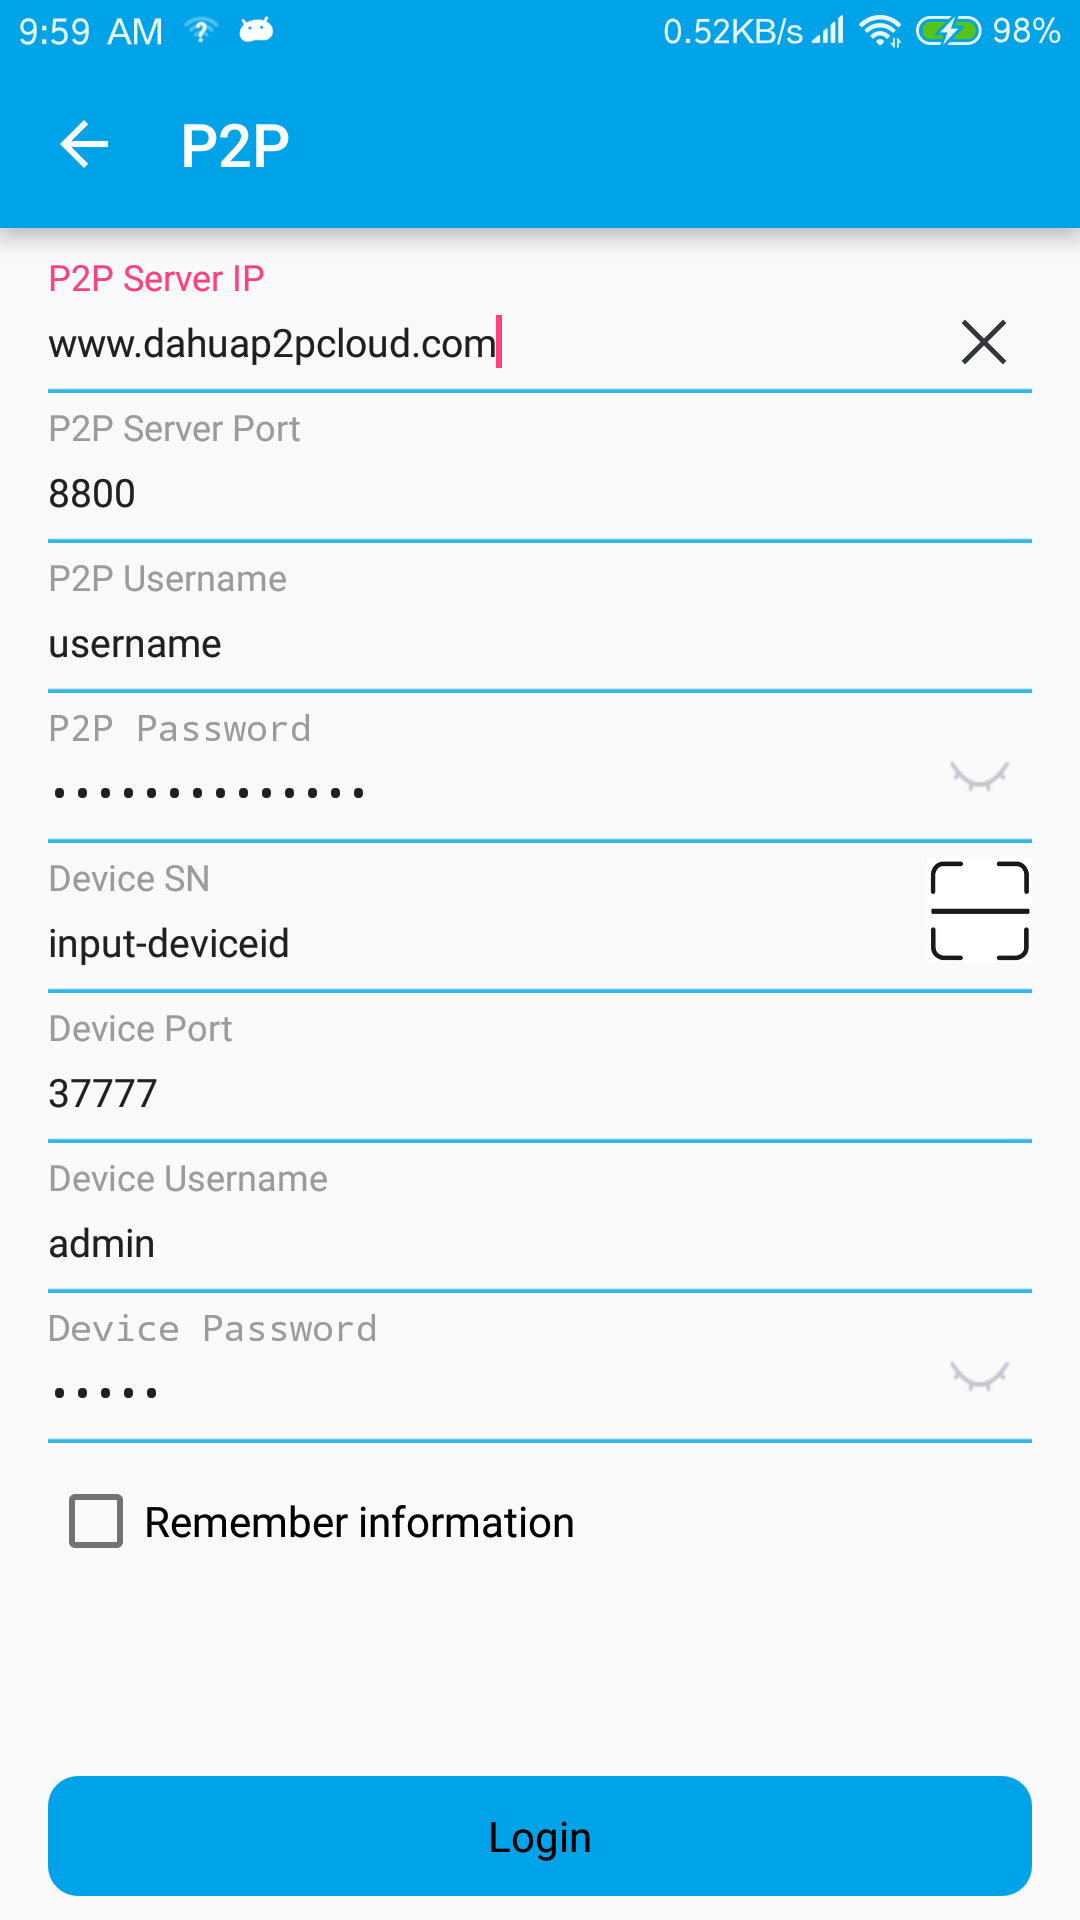 9:59 AM ? 0.52KB/s 98%
P2P
P2P Server IP
www.dahuap2pcloud.com
P2P Server Port
8800
P2P Username
username
P2P Password
••••••••••••••
Device SN
input-deviceid
Device Port
37777
Device Username
admin
Device Password
•••••
Remember information
Login